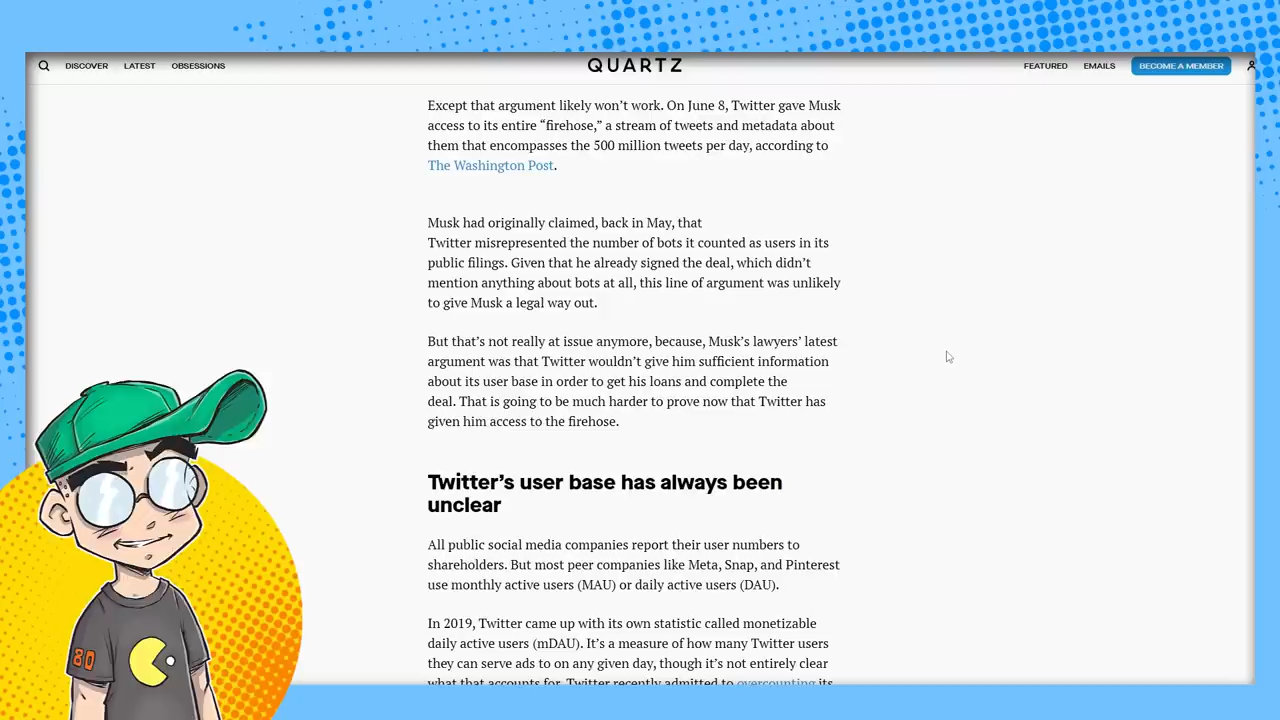 DISCOVER LATEST OBSESSIONS QUARTZ FEATURED EMAILS BECOME A MEMBER
Except that argument likely won’t work. On June 8, Twitter gave Musk
access to its entire “firehose,” a stream of tweets and metadata about
them that encompasses the 500 million tweets per day, according to
The Washington Post.
Musk had originally claimed, back in May, that
Twitter misrepresented the number of bots it counted as users in its
public filings. Given that he already signed the deal, which didn’t
mention anything about bots at all, this line of argument was unlikely
to give Musk a legal way out.
But that’s not really at issue anymore, because, Musk’s lawyers’ latest
argument was that Twitter wouldn’t give him sufficient information
about its user base in order to get his loans and complete the
deal. That is going to be much harder to prove now that Twitter has
given him access to the firehose.
Twitter’s user base has always been
unclear
All public social media companies report their user numbers to
shareholders. But most peer companies like Meta, Snap, and Pinterest
use monthly active users (MAU) or daily active users (DAU).
In 2019, Twitter came up with its own statistic called monetizable
daily active users (mDAU). It’s a measure of how many Twitter users
they can serve ads to on any given day, though it’s not entirely clear
what that accounts for. Twitter recently admitted to overcounting its
80